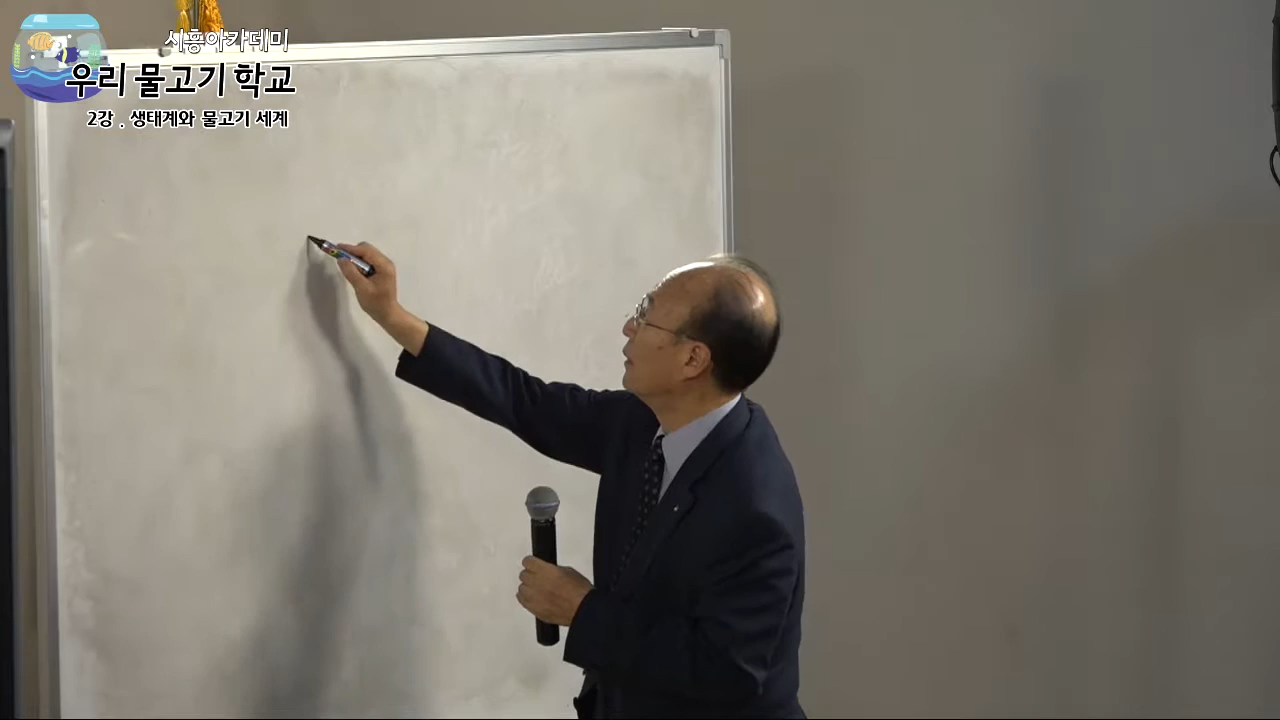 시흥아카데미
우리 물고기 학교
2강 . 생태계와 물고기 세계